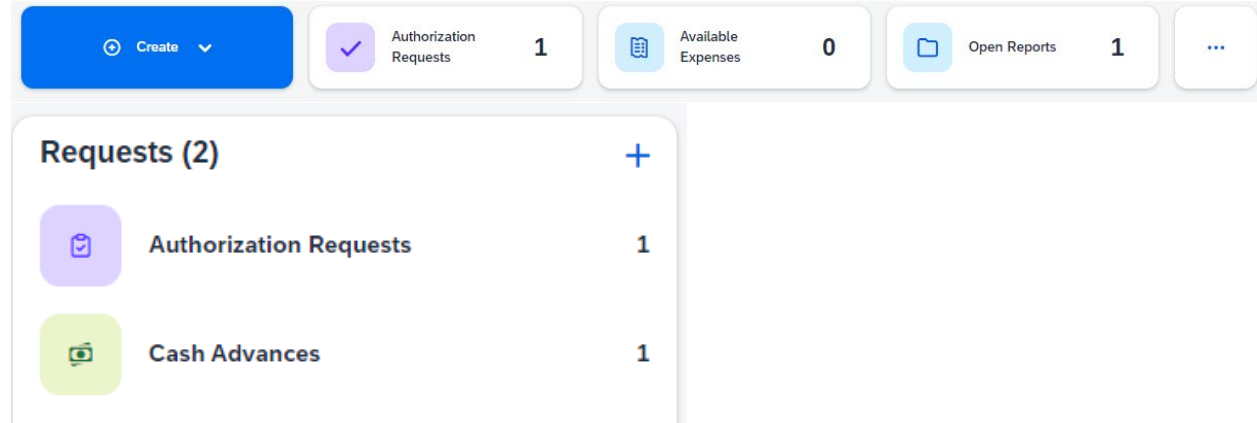 Create
Authorization
Requests
1
Available
Expenses
0
Open Reports
1
...
Requests (2)
+
Authorization Requests
1
Cash Advances
1